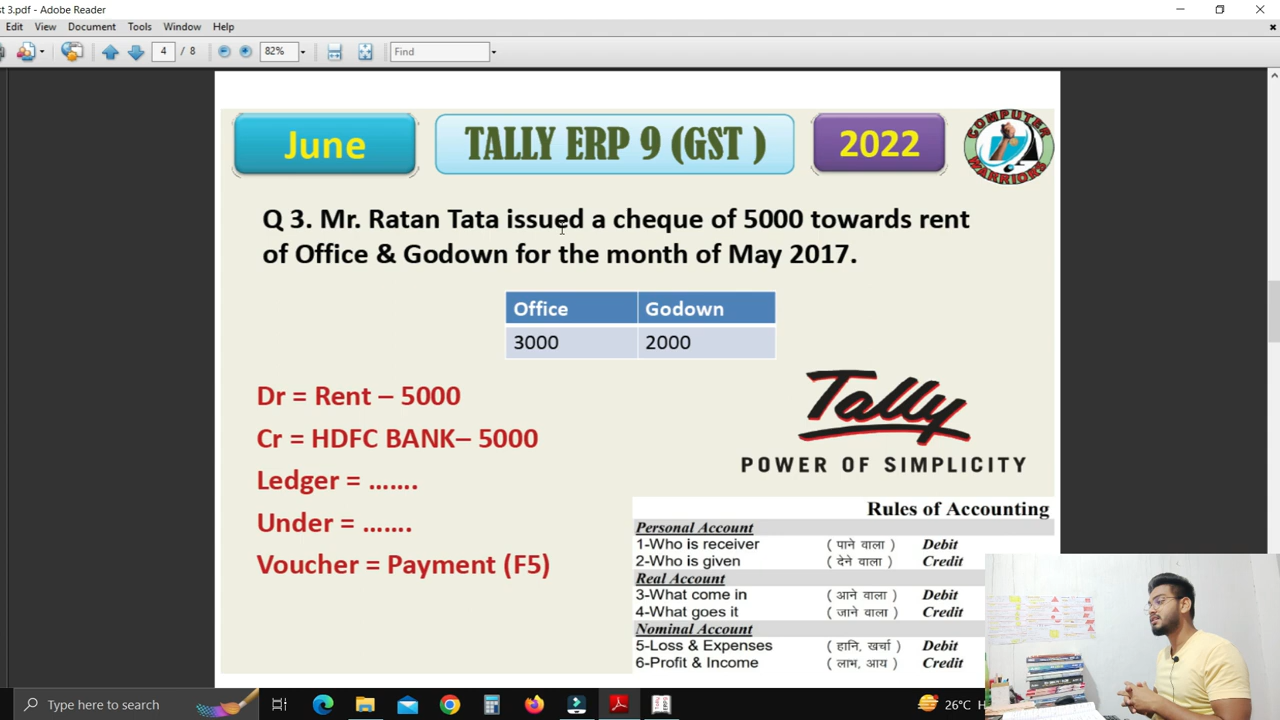 st 3.pdf - Adobe Reader
Edit View Document Tools Window Help
4 / 8 82% Find
June TALLY ERP 9 (GST ) 2022
COMPUTER WARRIORS
Q 3. Mr. Ratan Tata issued a cheque of 5000 towards rent
of Office & Godown for the month of May 2017.
Office Godown
3000 2000
Dr = Rent – 5000
Cr = HDFC BANK– 5000
Ledger = …….
Under = …….
Voucher = Payment (F5)
Tally
POWER OF SIMPLICITY
Rules of Accounting
Personal Account
1-Who is receiver ( पाने वाला ) Debit
2-Who is given ( देने वाला ) Credit
Real Account
3-What come in ( आने वाला ) Debit
4-What goes it ( जाने वाला ) Credit
Nominal Account
5-Loss & Expenses ( हानि, खर्चा ) Debit
6-Profit & Income ( लाभ, आय ) Credit
Type here to search
26°C